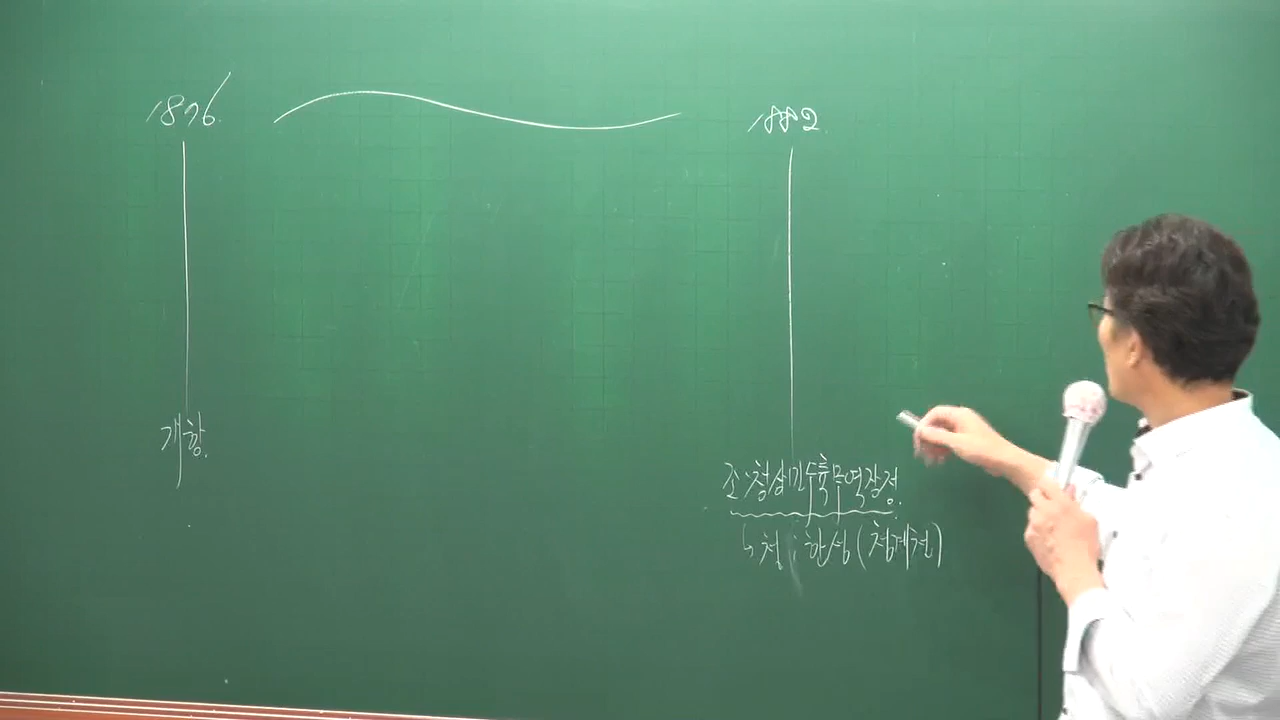 1876.
1882.
개항.
조·청상민수륙무역장정.
↳청 : 한성(청계천)